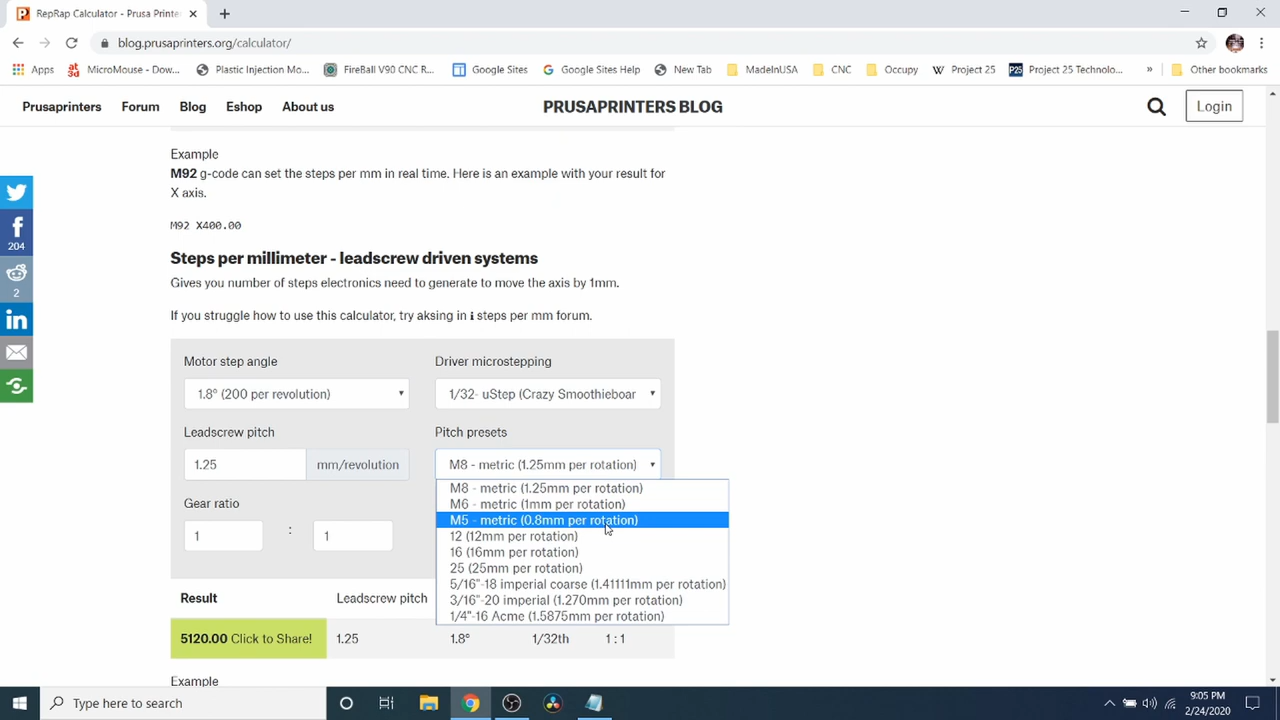 RepRap Calculator - Prusa Printe
blog.prusaprinters.org/calculator/
Apps
MicroMouse - Dow...
Plastic Injection Mo...
FireBall V90 CNC R...
Google Sites
Google Sites Help
New Tab
MadeInUSA
CNC
Occupy
Project 25
Project 25 Technolo...
»
Other bookmarks
Prusaprinters
Forum
Blog
Eshop
About us
PRUSAPRINTERS BLOG
Login
Example
M92 g-code can set the steps per mm in real time. Here is an example with your result for
X axis.
M92 X400.00
204
2
Steps per millimeter - leadscrew driven systems
Gives you number of steps electronics need to generate to move the axis by 1mm.
If you struggle how to use this calculator, try aksing in i steps per mm forum.
Motor step angle
Driver microstepping
1.8° (200 per revolution)
1/32- uStep (Crazy Smoothieboar
Leadscrew pitch
Pitch presets
1.25
mm/revolution
M8 - metric (1.25mm per rotation)
M8 - metric (1.25mm per rotation)
M6 - metric (1mm per rotation)
M5 - metric (0.8mm per rotation)
12 (12mm per rotation)
16 (16mm per rotation)
25 (25mm per rotation)
5/16"-18 imperial coarse (1.41111mm per rotation)
3/16"-20 imperial (1.270mm per rotation)
1/4"-16 Acme (1.5875mm per rotation)
Gear ratio
1 : 1
Result
Leadscrew pitch
5120.00 Click to Share!
1.25
1.8°
1/32th
1 : 1
Example
Type here to search
9:05 PM
2/24/2020